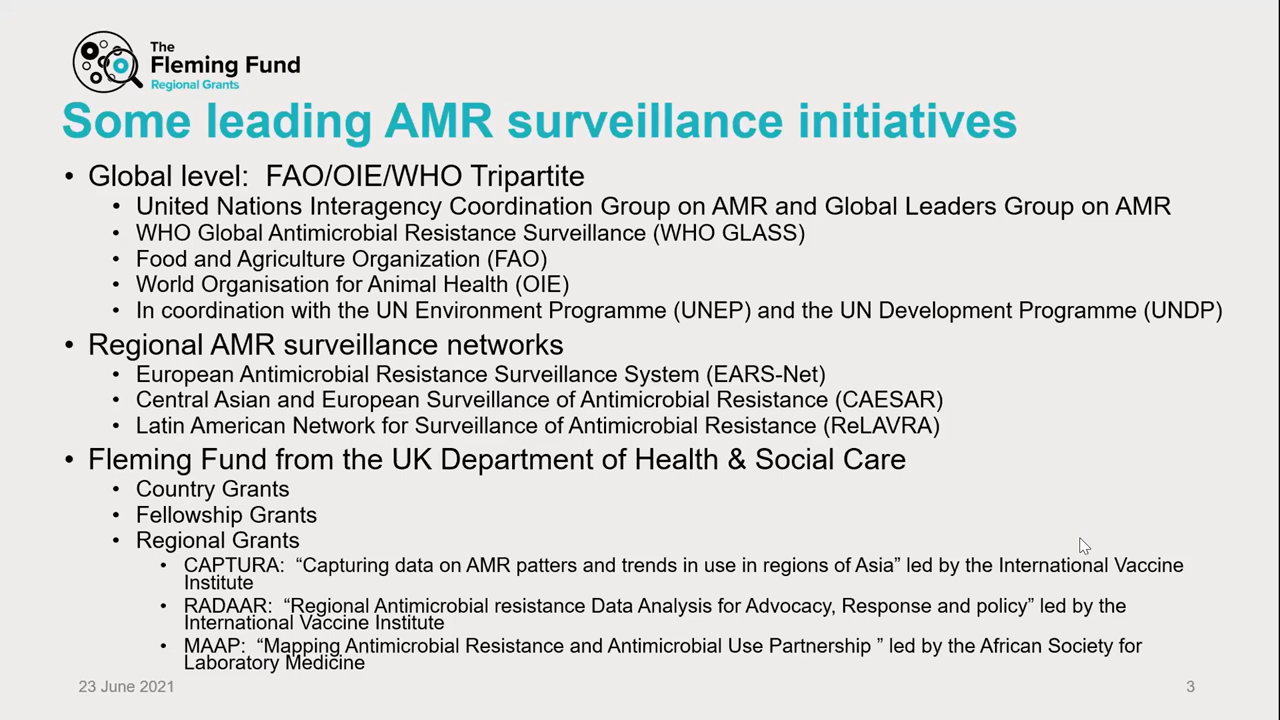 The
Fleming Fund
Regional Grants
Some leading AMR surveillance initiatives
• Global level:  FAO/OIE/WHO Tripartite
• United Nations Interagency Coordination Group on AMR and Global Leaders Group on AMR
• WHO Global Antimicrobial Resistance Surveillance (WHO GLASS)
• Food and Agriculture Organization (FAO)
• World Organisation for Animal Health (OIE)
• In coordination with the UN Environment Programme (UNEP) and the UN Development Programme (UNDP)
• Regional AMR surveillance networks
• European Antimicrobial Resistance Surveillance System (EARS-Net)
• Central Asian and European Surveillance of Antimicrobial Resistance (CAESAR)
• Latin American Network for Surveillance of Antimicrobial Resistance (ReLAVRA)
• Fleming Fund from the UK Department of Health & Social Care
• Country Grants
• Fellowship Grants
• Regional Grants
• CAPTURA:  “Capturing data on AMR patters and trends in use in regions of Asia” led by the International Vaccine
Institute
• RADAAR:  “Regional Antimicrobial resistance Data Analysis for Advocacy, Response and policy” led by the
International Vaccine Institute
• MAAP:  “Mapping Antimicrobial Resistance and Antimicrobial Use Partnership ” led by the African Society for
Laboratory Medicine
23 June 2021
3